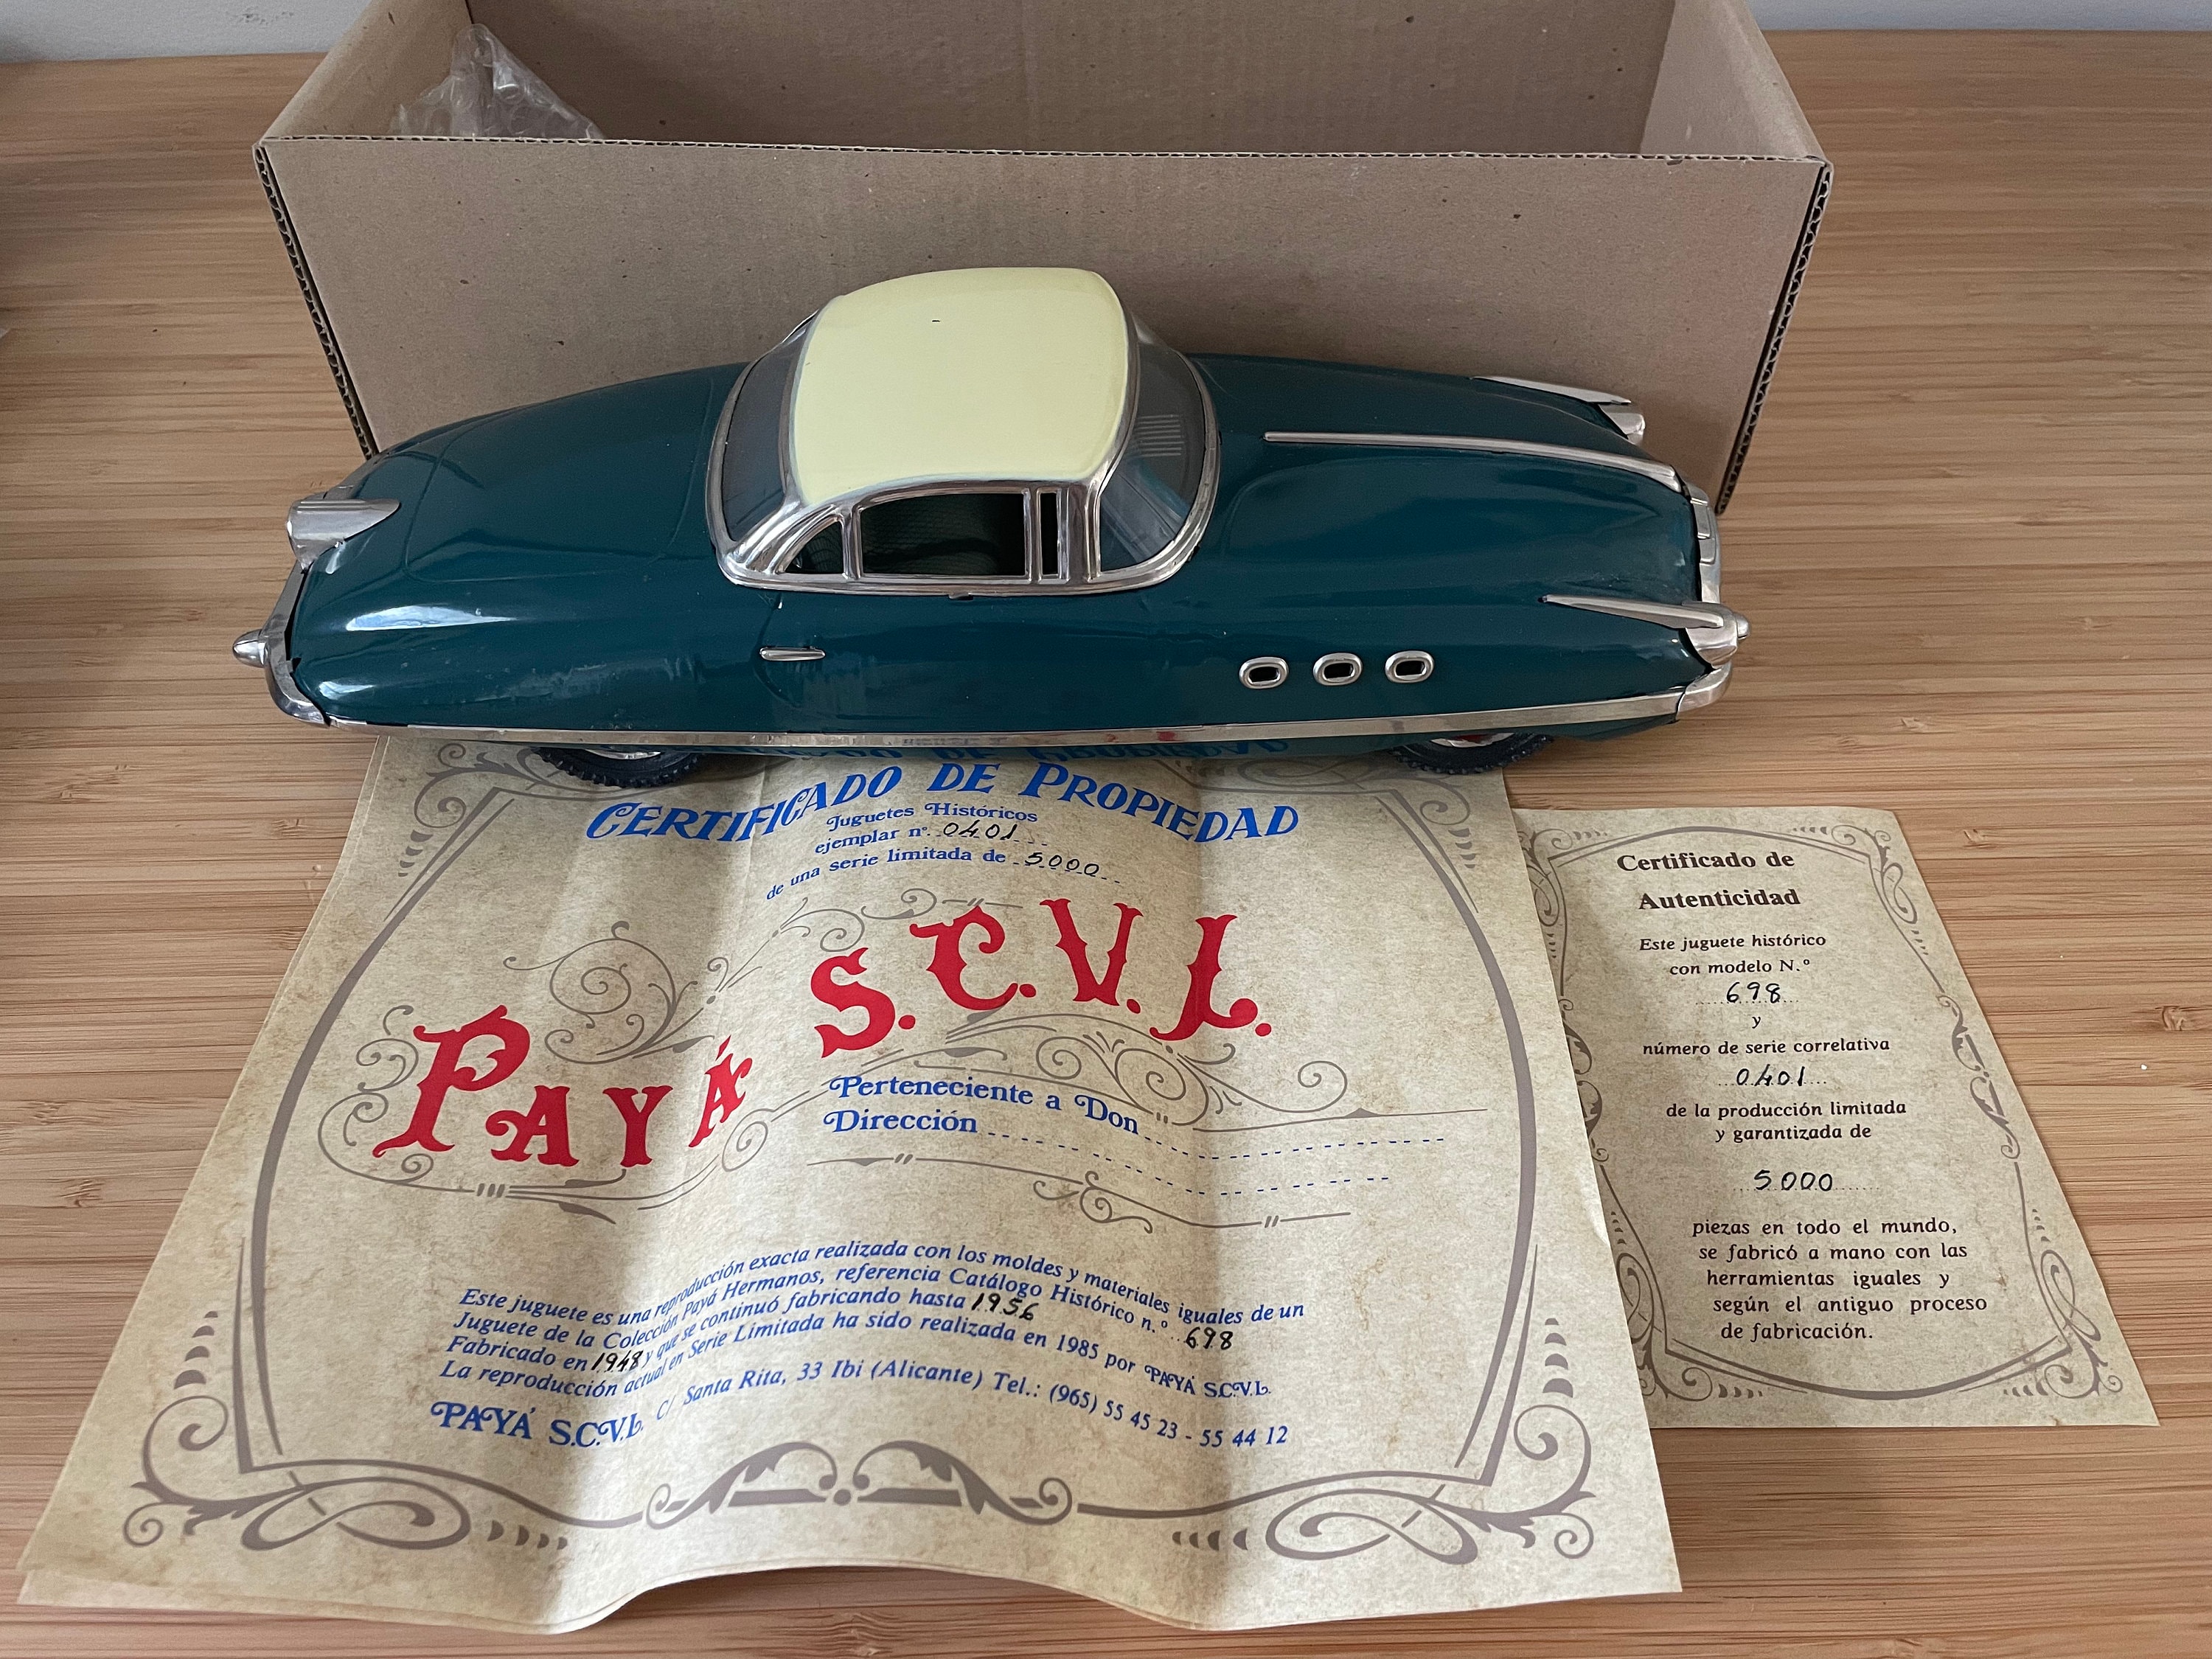 CERTIFICADO DE PROPIEDAD
Juguetes Históricos
ejemplar nº. 0401
de una serie limitada de 5000
PAYÁ S.C.V.L.
Perteneciente a Don
Dirección
Este juguete es una reproducción exacta realizada con los moldes y materiales iguales de un
Juguete de la Colección Payá Hermanos, referencia Catálogo Histórico n.º 698
Fabricado en 1948 y que se continuó fabricando hasta 1956
La reproducción actual en Serie Limitada ha sido realizada en 1985 por PAYÁ S.C.V.L.
PAYÁ S.C.V.L. C/ Santa Rita, 33 Ibi (Alicante) Tel.: (965) 55 45 23 - 55 44 12
Certificado de
Autenticidad
Este juguete histórico
con modelo N.º
698
y
número de serie correlativa
0401
de la producción limitada
y garantizada de
5000
piezas en todo el mundo,
se fabricó a mano con las
herramientas iguales y
según el antiguo proceso
de fabricación.